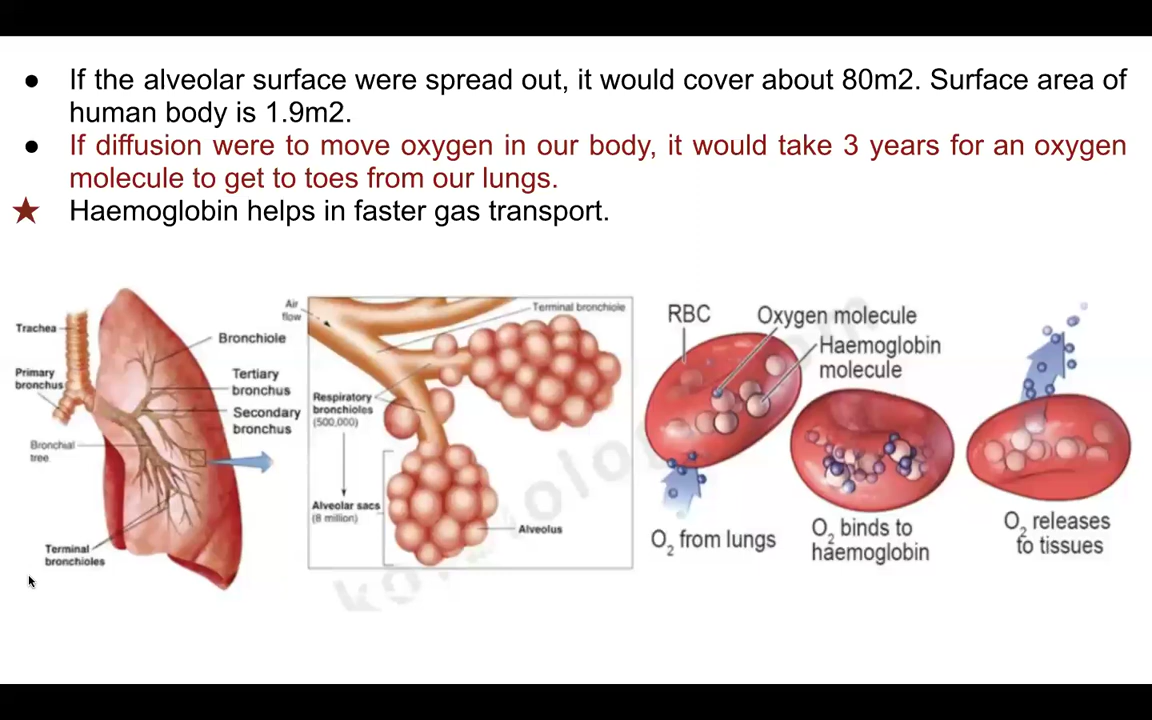 ● If the alveolar surface were spread out, it would cover about 80m2. Surface area of
human body is 1.9m2.
● If diffusion were to move oxygen in our body, it would take 3 years for an oxygen
molecule to get to toes from our lungs.
★ Haemoglobin helps in faster gas transport.
Trachea
Primary
bronchus
Bronchial
tree
Terminal
bronchioles
Bronchiole
Tertiary
bronchus
Secondary
bronchus
Air
flow
Terminal bronchiole
Respiratory
bronchioles
(500,000)
Alveolar sacs
(8 million)
Alveolus
RBC
Oxygen molecule
Haemoglobin
molecule
O₂ from lungs
O₂ binds to
haemoglobin
O₂ releases
to tissues